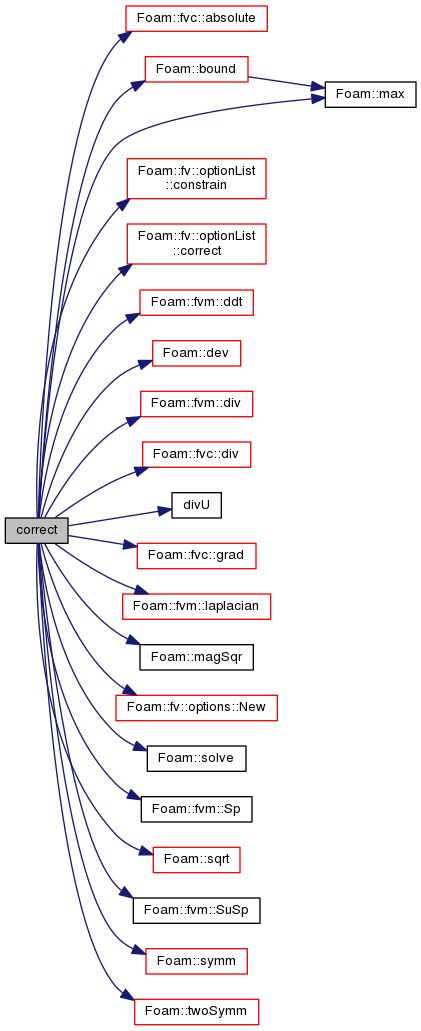 Foam::fvc::absolute
Foam::bound
Foam::max
Foam::fv::optionList
::constrain
Foam::fv::optionList
::correct
Foam::fvm::ddt
Foam::dev
Foam::fvm::div
Foam::fvc::div
divU
correct
Foam::fvc::grad
Foam::fvm::laplacian
Foam::magSqr
Foam::fv::options::New
Foam::solve
Foam::fvm::Sp
Foam::sqrt
Foam::fvm::SuSp
Foam::symm
Foam::twoSymm